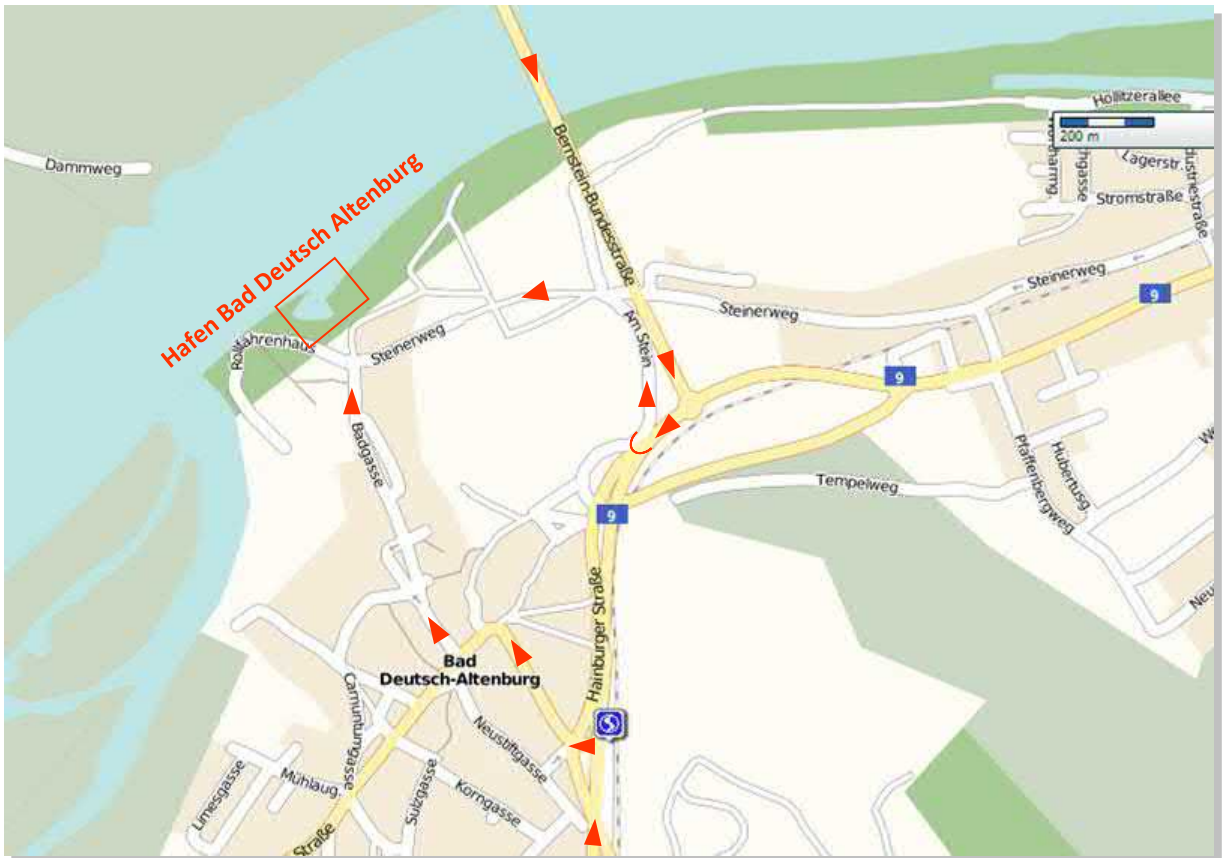 Höllitzerallee
200 m
Bernstein-Bundesstraße
Dammweg
Lagerstr.
Stromstraße
Hafen Bad Deutsch Altenburg
Steinerweg
←
←
9
Steinerweg
Am Stein
Steinerweg
9
Badgasse
Tempelweg
Pfaffenbergweg
Hubertusg.
9
Hainburger Straße
Bad
Deutsch-Altenburg
Carnuntumgasse
Neustiftgasse
Mühlaug.
Limesgasse
Sulzgasse
Korngasse
Straße